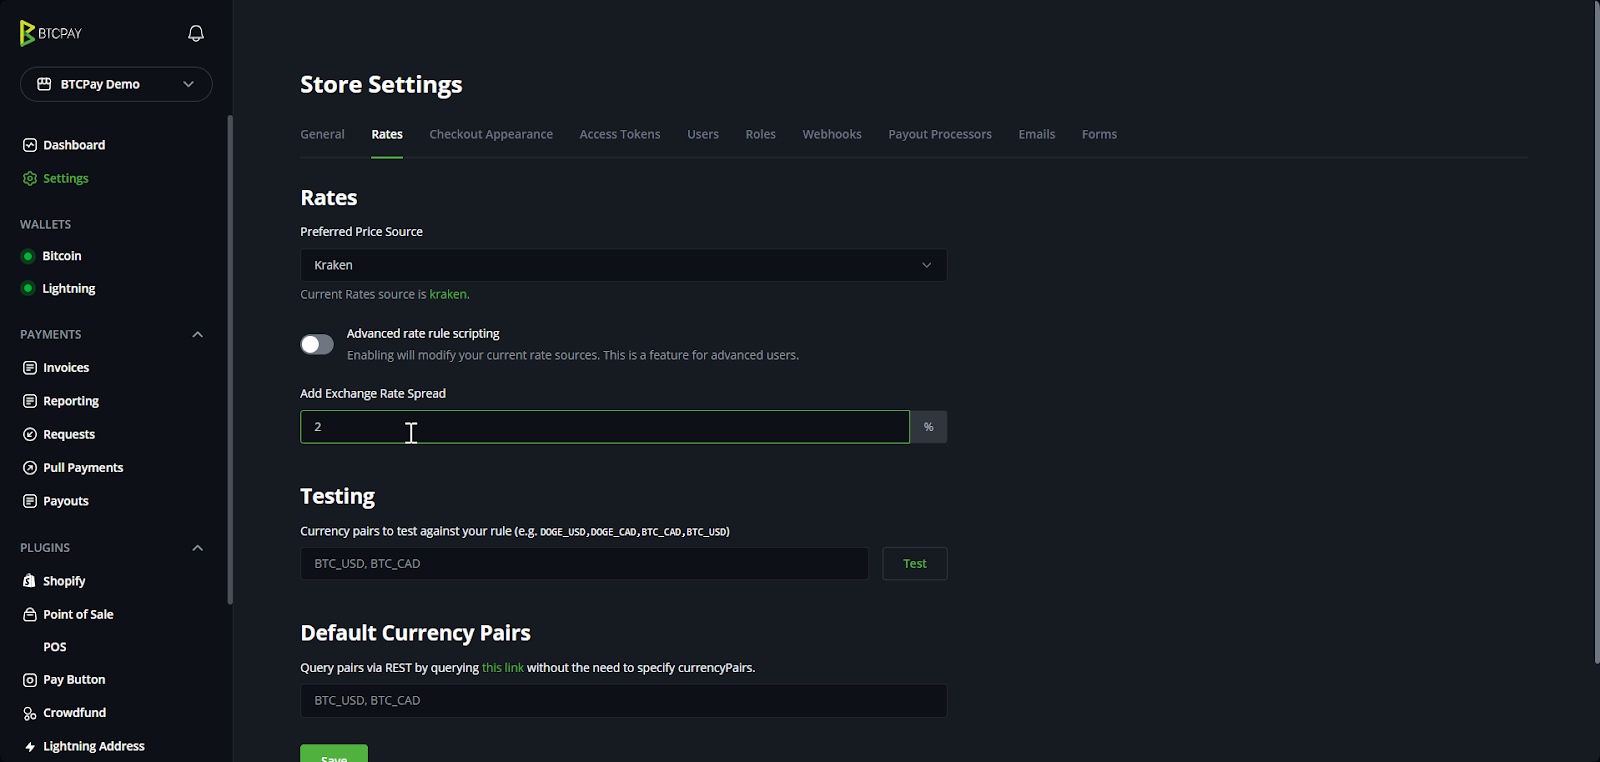 BTCPAY
BTCPay Demo
Dashboard
Settings
WALLETS
Bitcoin
Lightning
PAYMENTS
Invoices
Reporting
Requests
Pull Payments
Payouts
PLUGINS
Shopify
Point of Sale
POS
Pay Button
Crowdfund
Lightning Address
Store Settings
General Rates Checkout Appearance Access Tokens Users Roles Webhooks Payout Processors Emails Forms
Rates
Preferred Price Source
Kraken
Current Rates source is kraken.
Advanced rate rule scripting
Enabling will modify your current rate sources. This is a feature for advanced users.
Add Exchange Rate Spread
2 %
Testing
Currency pairs to test against your rule (e.g. DOGE_USD,DOGE_CAD,BTC_CAD,BTC_USD)
BTC_USD, BTC_CAD Test
Default Currency Pairs
Query pairs via REST by querying this link without the need to specify currencyPairs.
BTC_USD, BTC_CAD
Save